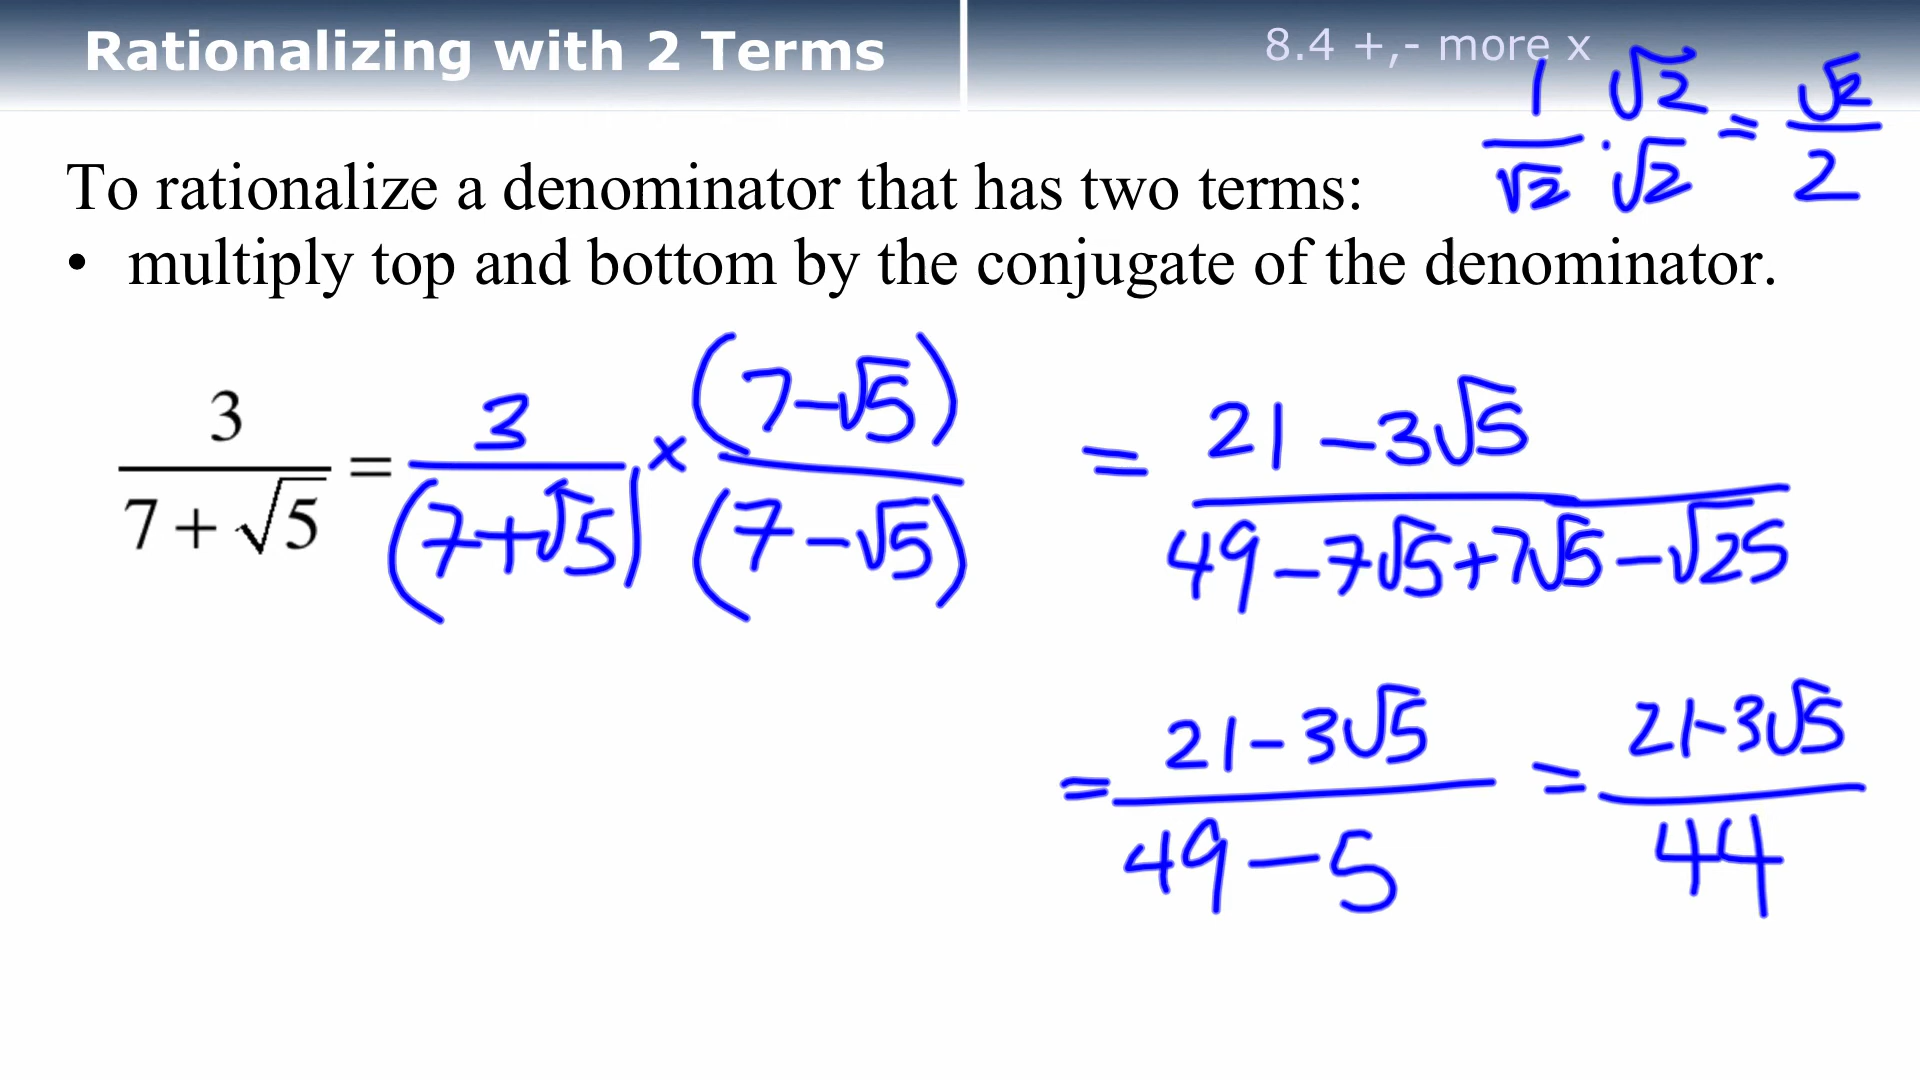 Rationalizing with 2 Terms
8.4 +,- more x
1/√2 · √2/√2 = √2/2
To rationalize a denominator that has two terms:
• multiply top and bottom by the conjugate of the denominator.
3/(7 + √5) = 3/(7+√5) × (7-√5)/(7-√5) = (21-3√5)/(49-7√5+7√5-√25)
= (21-3√5)/(49-5) = (21-3√5)/44